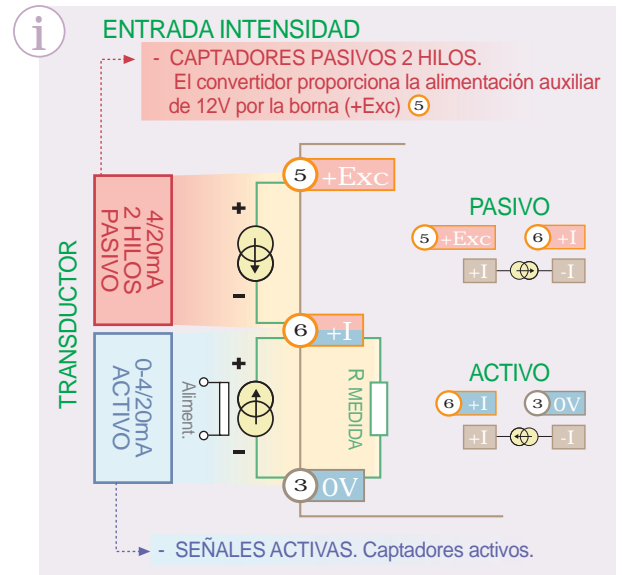 i
ENTRADA INTENSIDAD
- CAPTADORES PASIVOS 2 HILOS.
El convertidor proporciona la alimentación auxiliar
de 12V por la borna (+Exc) 5
TRANSDUCTOR
4/20mA
2 HILOS
PASIVO
+
-
5 +Exc
6 +I
0-4/20mA
ACTIVO
Aliment.
+
-
R MEDIDA
3 0V
PASIVO
5 +Exc 6 +I
+I -I
ACTIVO
6 +I 3 0V
+I -I
- SEÑALES ACTIVAS. Captadores activos.